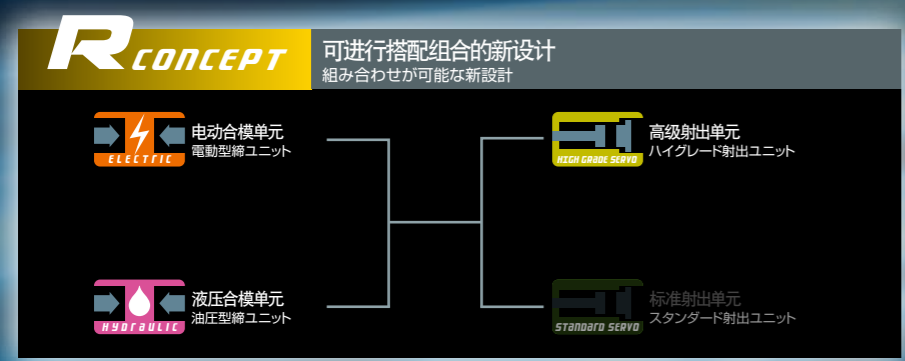 R CONCEPT
可进行搭配组合的新设计
組み合わせが可能な新設計
ELECTRIC
电动合模单元
電動型締ユニット
HIGH GRADE SERVO
高级射出单元
ハイグレード射出ユニット
HYDRAULIC
液压合模单元
油圧型締ユニット
STANDARD SERVO
标准射出单元
スタンダード射出ユニット